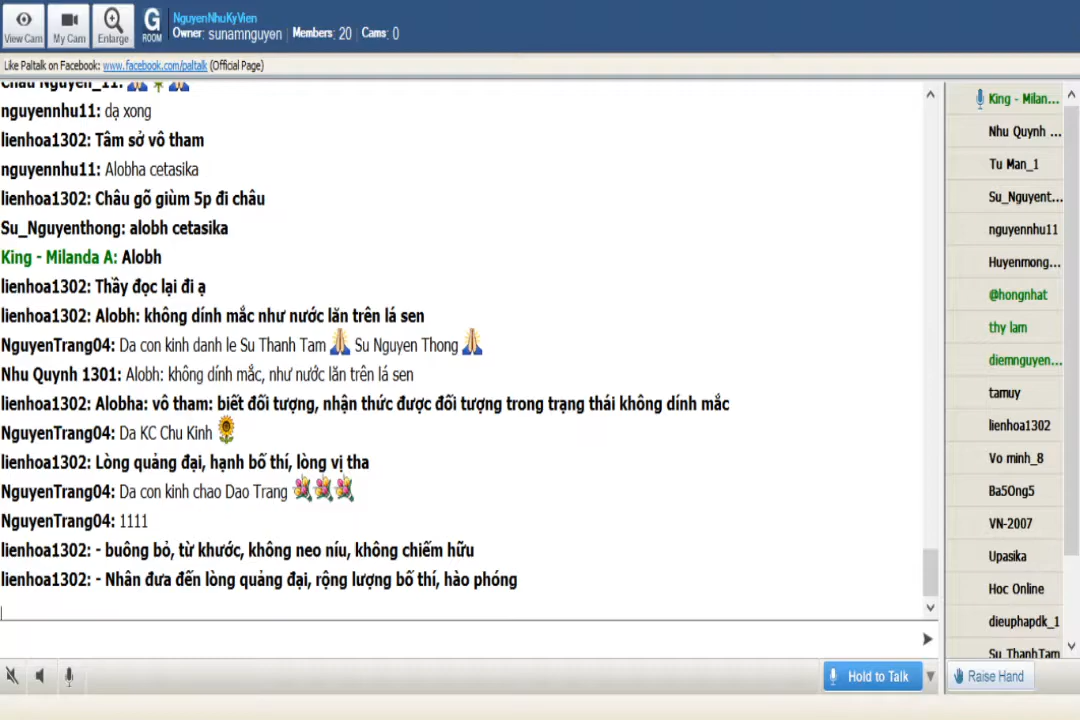 View Cam
My Cam
Enlarge
G
ROOM
NguyenNhuKyVien
Owner: sunamnguyen | Members: 20 | Cams: 0
Like Paltalk on Facebook: www.facebook.com/paltalk (Official Page)
Chau Nguyen_11:
nguyennhu11: dạ xong
lienhoa1302: Tâm sở vô tham
nguyennhu11: Alobha cetasika
lienhoa1302: Châu gõ giùm 5p đi châu
Su_Nguyenthong: alobh cetasika
King - Milanda A: Alobh
lienhoa1302: Thầy đọc lại đi ạ
lienhoa1302: Alobh: không dính mắc như nước lăn trên lá sen
NguyenTrang04: Da con kinh danh le Su Thanh Tam 🙏 Su Nguyen Thong 🙏
Nhu Quynh 1301: Alobh: không dính mắc, như nước lăn trên lá sen
lienhoa1302: Alobha: vô tham: biết đối tượng, nhận thức được đối tượng trong trạng thái không dính mắc
NguyenTrang04: Da KC Chu Kinh 🌻
lienhoa1302: Lòng quảng đại, hạnh bố thí, lòng vị tha
NguyenTrang04: Da con kinh chao Dao Trang
NguyenTrang04: 1111
lienhoa1302: - buông bỏ, từ khước, không neo níu, không chiếm hữu
lienhoa1302: - Nhân đưa đến lòng quảng đại, rộng lượng bố thí, hào phóng
King - Milan...
Nhu Quynh ...
Tu Man_1
Su_Nguyent...
nguyennhu11
Huyenmong...
@hongnhat
thy lam
diemnguyen...
tamuy
lienhoa1302
Vo minh_8
Ba5Ong5
VN-2007
Upasika
Hoc Online
dieuphapdk_1
Su_ThanhTam
Hold to Talk
Raise Hand